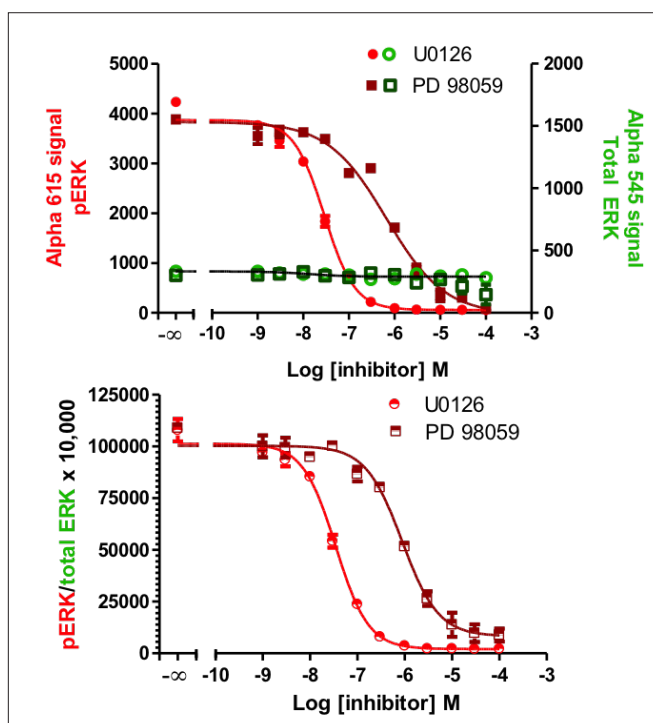 U0126
PD 98059
5000
4000
3000
2000
1000
0
Alpha 615 signal
pERK
2000
1500
1000
500
0
Alpha 545 signal
Total ERK
-∞ -10 -9 -8 -7 -6 -5 -4 -3
Log [inhibitor] M
U0126
PD 98059
125000
100000
75000
50000
25000
0
pERK/total ERK x 10,000
-∞ -10 -9 -8 -7 -6 -5 -4 -3
Log [inhibitor] M